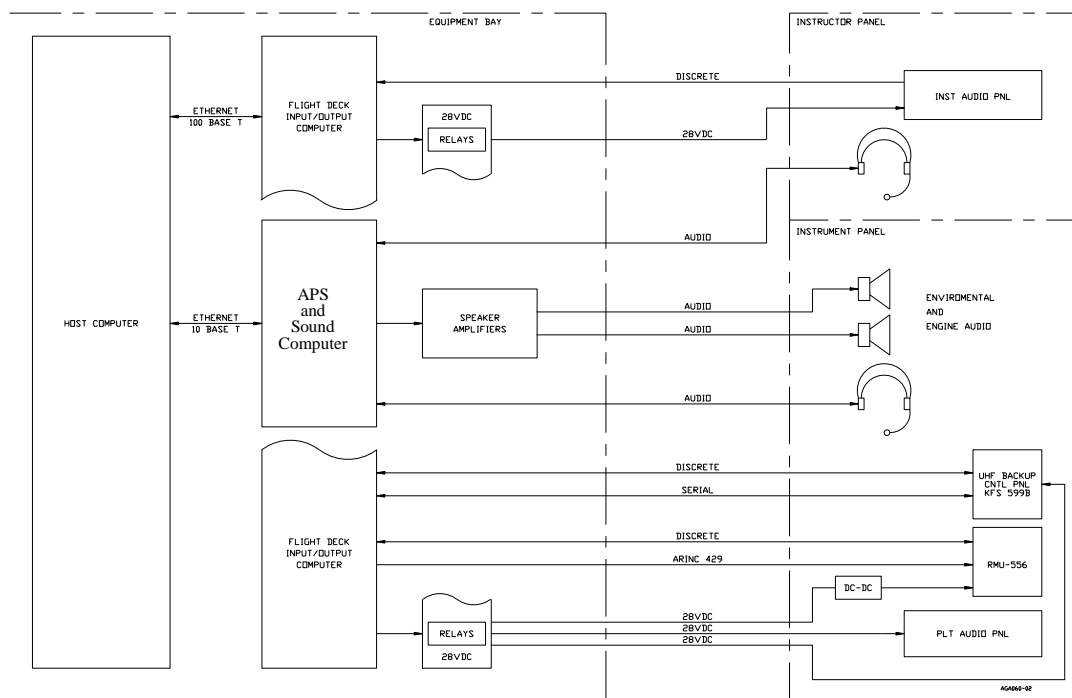 EQUIPMENT BAY
INSTRUCTOR PANEL
DISCRETE
INST AUDIO PNL
ETHERNET
100 BASE T
FLIGHT DECK
INPUT/OUTPUT
COMPUTER
28VDC
RELAYS
28VDC
AUDIO
INSTRUMENT PANEL
HOST COMPUTER
ETHERNET
10 BASE T
APS
and
Sound
Computer
SPEAKER
AMPLIFIERS
AUDIO
AUDIO
ENVIROMENTAL
AND
ENGINE AUDIO
AUDIO
DISCRETE
SERIAL
UHF BACKUP
CNTL PNL
KFS 599B
FLIGHT DECK
INPUT/OUTPUT
COMPUTER
DISCRETE
ARINC 429
RMU-556
DC-DC
RELAYS
28VDC
28VDC
28VDC
28VDC
PLT AUDIO PNL
AGA060-02